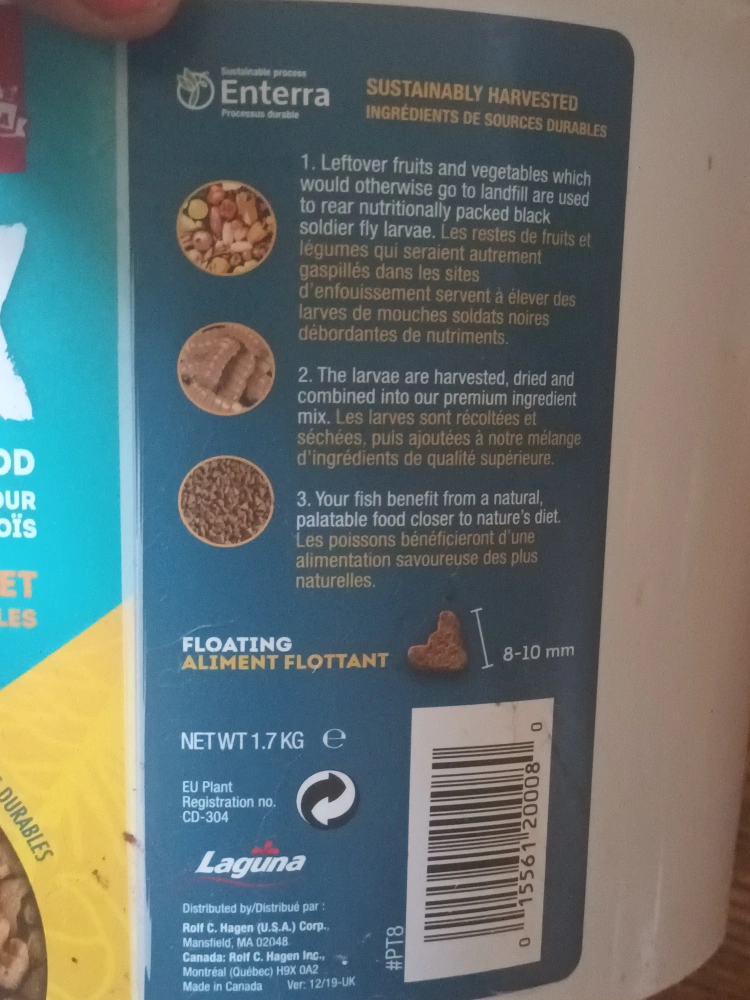 Sustainable process
Enterra
Processus durable
SUSTAINABLY HARVESTED
INGRÉDIENTS DE SOURCES DURABLES
1. Leftover fruits and vegetables which
would otherwise go to landfill are used
to rear nutritionally packed black
soldier fly larvae. Les restes de fruits et
légumes qui seraient autrement
gaspillés dans les sites
d'enfouissement servent à élever des
larves de mouches soldats noires
débordantes de nutriments.
2. The larvae are harvested, dried and
combined into our premium ingredient
mix. Les larves sont récoltées et
séchées, puis ajoutées à notre mélange
d'ingrédients de qualité supérieure.
3. Your fish benefit from a natural,
palatable food closer to nature's diet.
Les poissons bénéficieront d'une
alimentation savoureuse des plus
naturelles.
FLOATING
ALIMENT FLOTTANT
8-10 mm
NET WT 1.7 KG e
EU Plant
Registration no.
CD-304
Laguna
Distributed by/Distribué par :
Rolf C. Hagen (U.S.A.) Corp.,
Mansfield, MA 02048
Canada: Rolf C. Hagen Inc.,
Montréal (Québec) H9X 0A2
Made in Canada Ver: 12/19-UK
#PT8
0 15561 20008 0
OD
OUR
OÏS
ET
LES
DURABLES